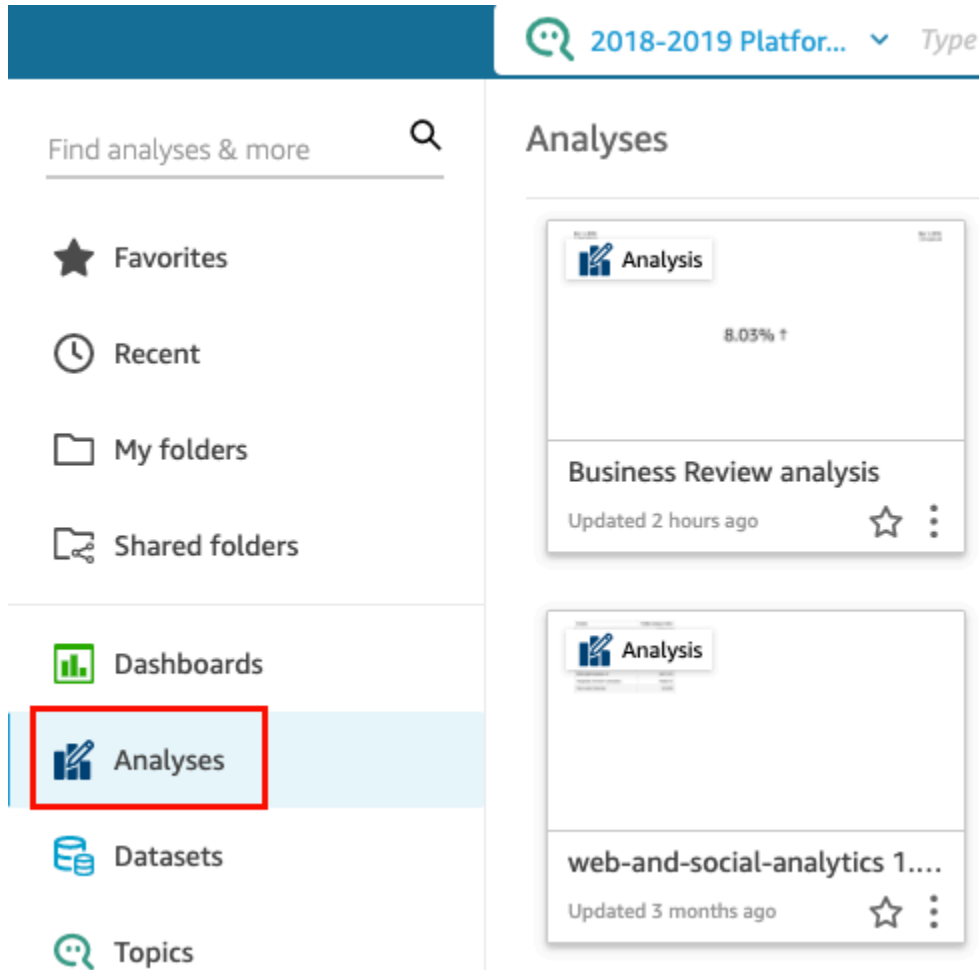 2018-2019 Platfor... Type
Find analyses & more
Favorites
Recent
My folders
Shared folders
Dashboards
Analyses
Datasets
Topics
Analyses
Analysis
8.03% ↑
Business Review analysis
Updated 2 hours ago
Analysis
web-and-social-analytics 1....
Updated 3 months ago